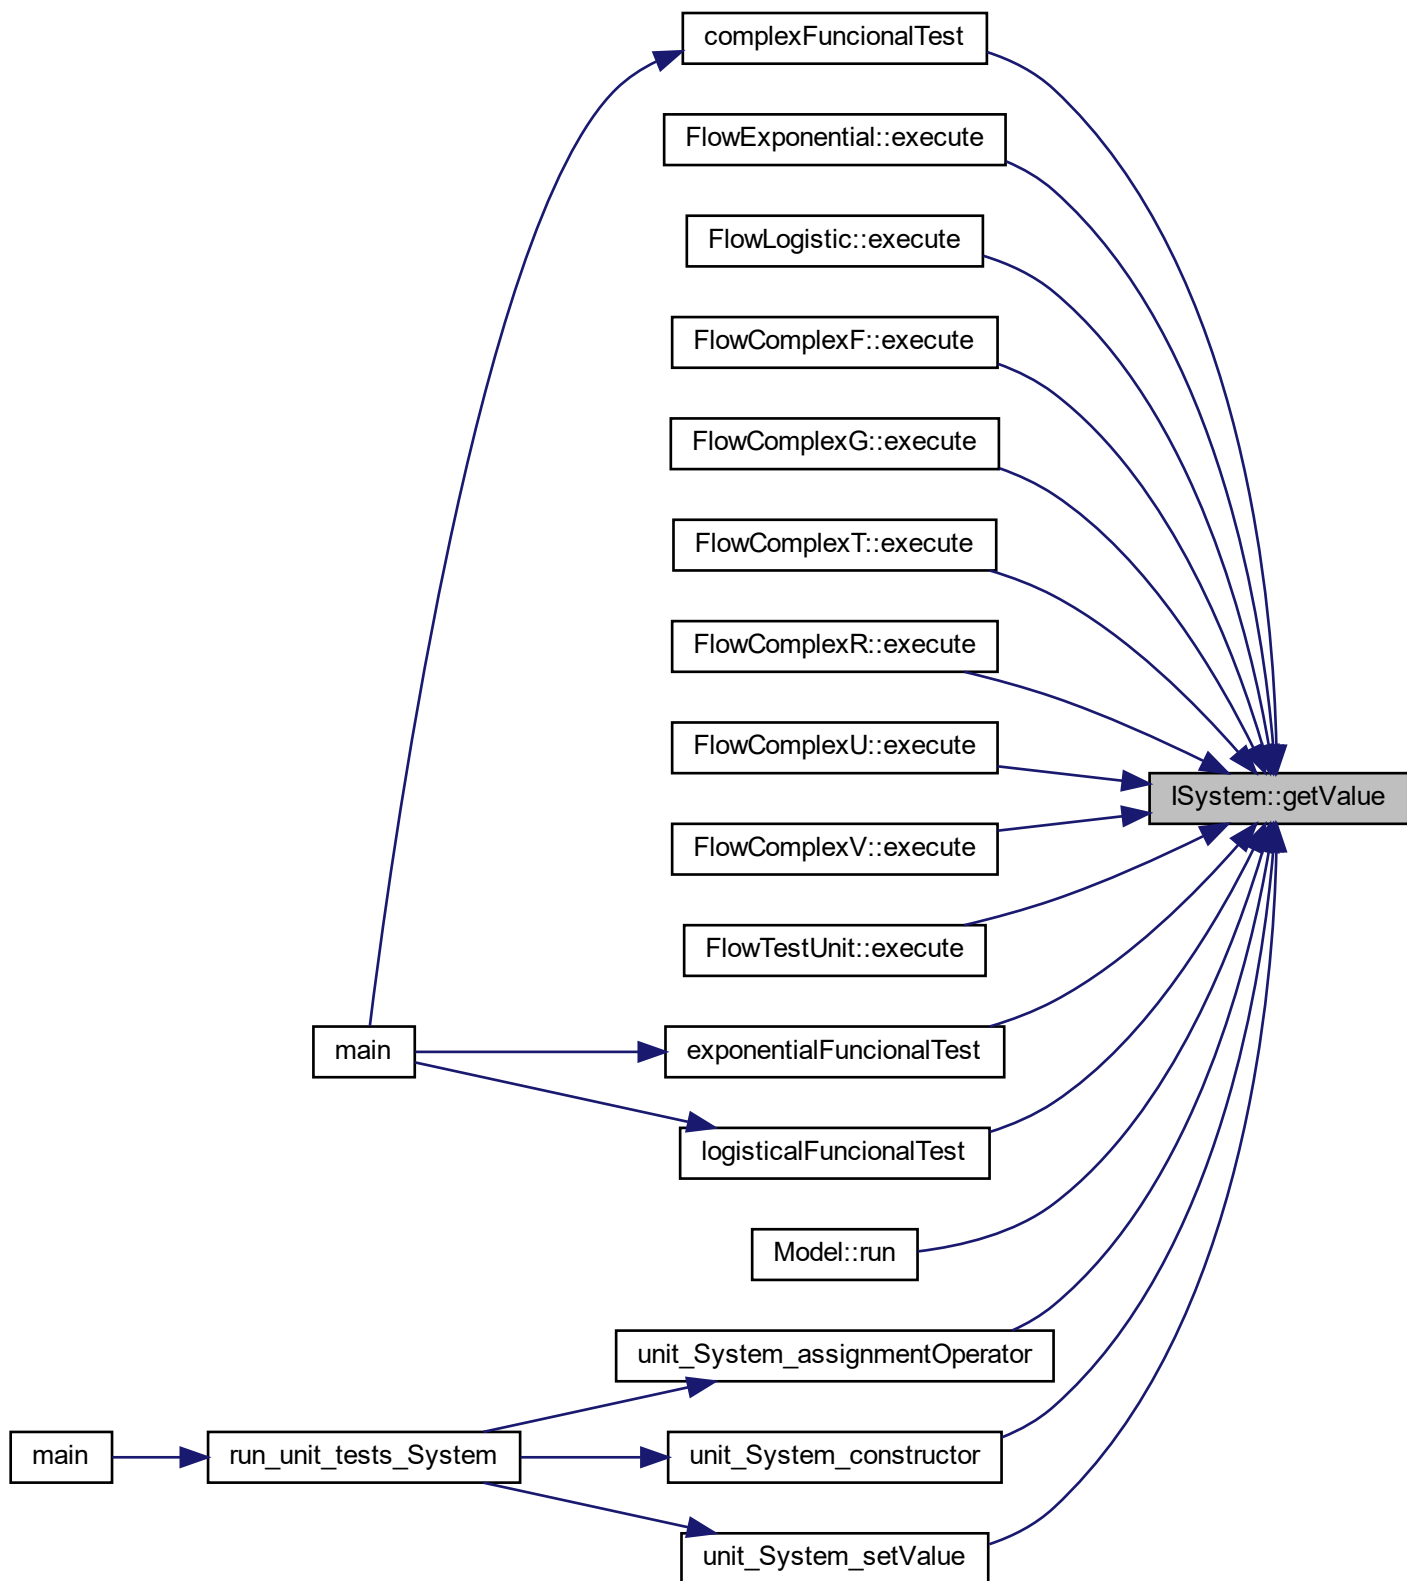 complexFuncionalTest
FlowExponential::execute
FlowLogistic::execute
FlowComplexF::execute
FlowComplexG::execute
FlowComplexT::execute
FlowComplexR::execute
FlowComplexU::execute
ISystem::getValue
FlowComplexV::execute
FlowTestUnit::execute
main
exponentialFuncionalTest
logisticalFuncionalTest
Model::run
unit_System_assignmentOperator
main
run_unit_tests_System
unit_System_constructor
unit_System_setValue